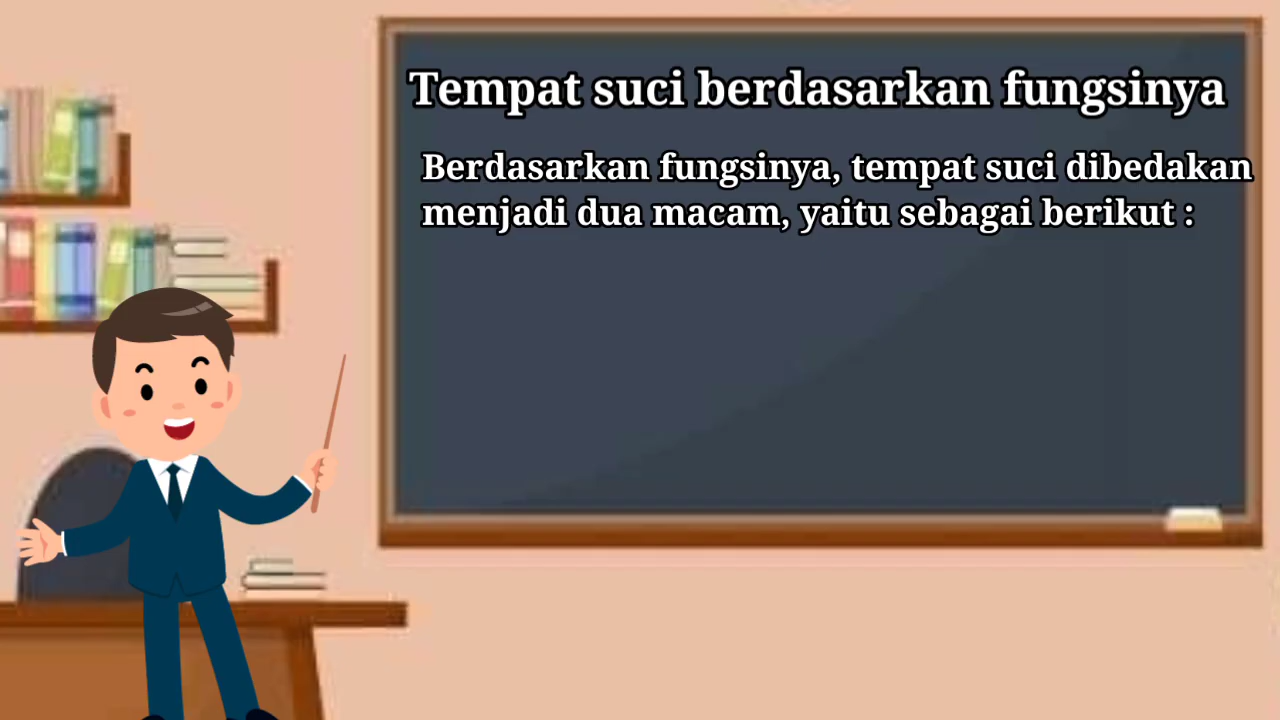 Tempat suci berdasarkan fungsinya
Berdasarkan fungsinya, tempat suci dibedakan
menjadi dua macam, yaitu sebagai berikut :